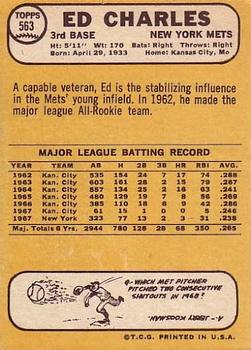 TOPPS
563
ED CHARLES
3rd BASE NEW YORK METS
Ht: 5'11" Wt: 170 Bats: Right Throws: Right
Born: April 29, 1933 Home: Kansas City, Mo
A capable veteran, Ed is the stabilizing influence
in the Mets' young infield. In 1962, he made the
major league All-Rookie team.
MAJOR LEAGUE BATTING RECORD
YEAR TEAM AB H 2B 3B HR RBI AVG.
1962 Kan. City 535 154 24 7 17 74 .288
1963 Kan. City 603 161 28 2 15 79 .267
1964 Kan. City 557 134 25 2 16 63 .241
1965 Kan. City 480 129 19 7 8 56 .269
1966 Kan. City 385 110 18 8 9 42 .286
1967 Kan. City 61 15 1 0 0 5 .246
1967 New York 323 77 13 2 3 31 .238
Maj. Totals 6 Yrs. 2944 780 128 28 68 350 .265
Q-WHICH MET PITCHER
PITCHED TWO CONSECUTIVE
SHUTOUTS IN 1968?
A-JERRY KOOSMAN.
©T.C.G. PRINTED IN U.S.A.